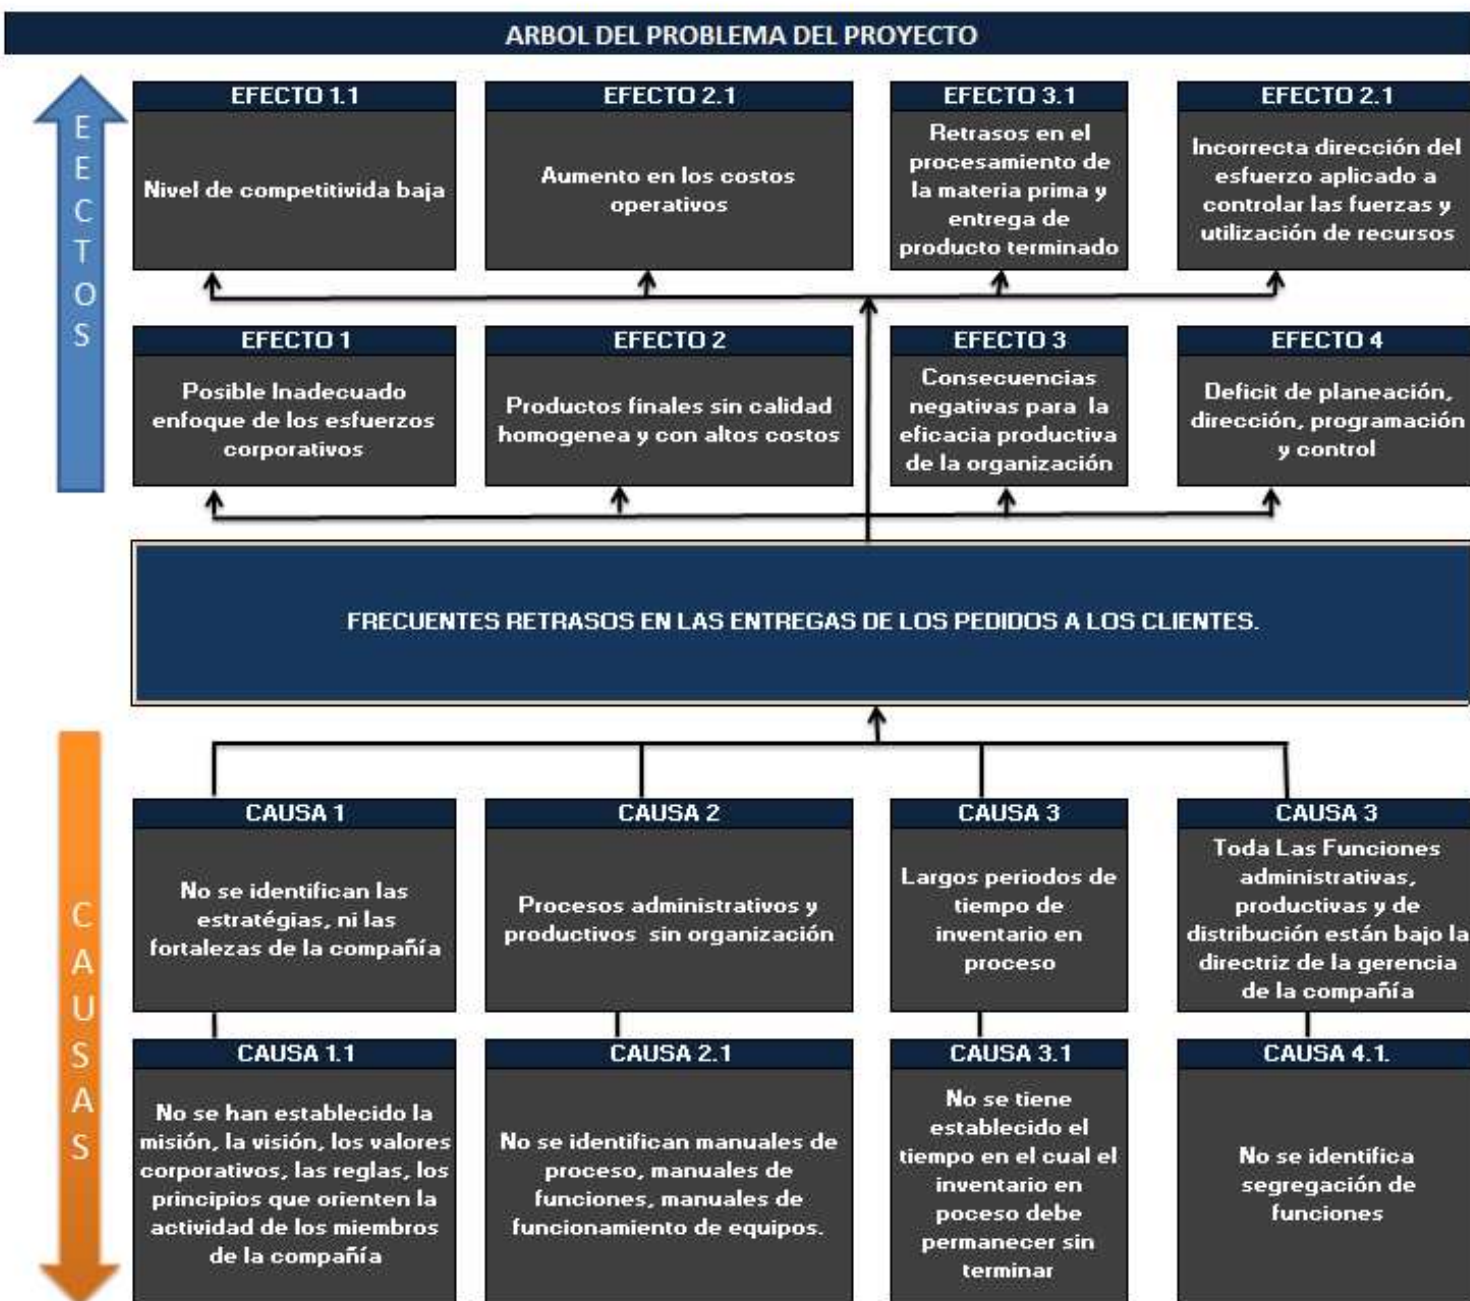 ARBOL DEL PROBLEMA DEL PROYECTO
E
E
C
T
O
S
EFECTO 1.1
Nivel de competitivida baja
EFECTO 2.1
Aumento en los costos
operativos
EFECTO 3.1
Retrasos en el
procesamiento de
la materia prima y
entrega de
producto terminado
EFECTO 2.1
Incorrecta dirección del
esfuerzo aplicado a
controlar las fuerzas y
utilización de recursos
EFECTO 1
Posible Inadecuado
enfoque de los esfuerzos
corporativos
EFECTO 2
Productos finales sin calidad
homogenea y con altos costos
EFECTO 3
Consecuencias
negativas para la
eficacia productiva
de la organización
EFECTO 4
Deficit de planeación,
dirección, programación
y control
FRECUENTES RETRASOS EN LAS ENTREGAS DE LOS PEDIDOS A LOS CLIENTES.
C
A
U
S
A
S
CAUSA 1
No se identifican las
estratégias, ni las
fortalezas de la compañía
CAUSA 2
Procesos administrativos y
productivos sin organización
CAUSA 3
Largos periodos de
tiempo de
inventario en
proceso
CAUSA 3
Toda Las Funciones
administrativas,
productivas y de
distribución están bajo la
directriz de la gerencia
de la compañía
CAUSA 1.1
No se han establecido la
misión, la visión, los valores
corporativos, las reglas, los
principios que orienten la
actividad de los miembros
de la compañía
CAUSA 2.1
No se identifican manuales de
proceso, manuales de
funciones, manuales de
funcionamiento de equipos.
CAUSA 3.1
No se tiene
establecido el
tiempo en el cual el
inventario en
poceso debe
permanecer sin
terminar
CAUSA 4.1.
No se identifica
segregación de
funciones